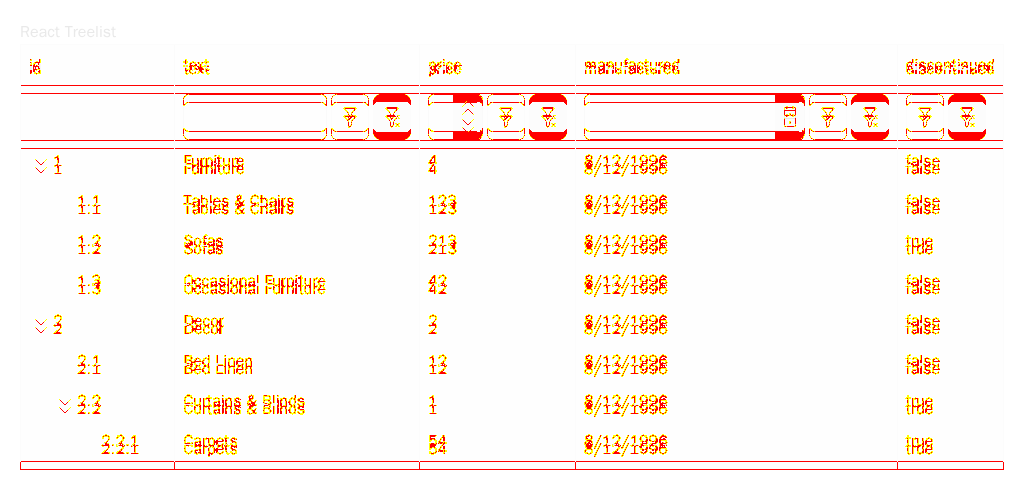 React Treelist
id text price manufactured discontinued
1 Furniture 4 8/12/1996 false
1.1 Tables & Chairs 123 8/12/1996 false
1.2 Sofas 213 8/12/1996 true
1.3 Occasional Furniture 42 8/12/1996 false
2 Decor 2 8/12/1996 false
2.1 Bed Linen 12 8/12/1996 false
2.2 Curtains & Blinds 1 8/12/1996 true
2.2.1 Carpets 54 8/12/1996 true